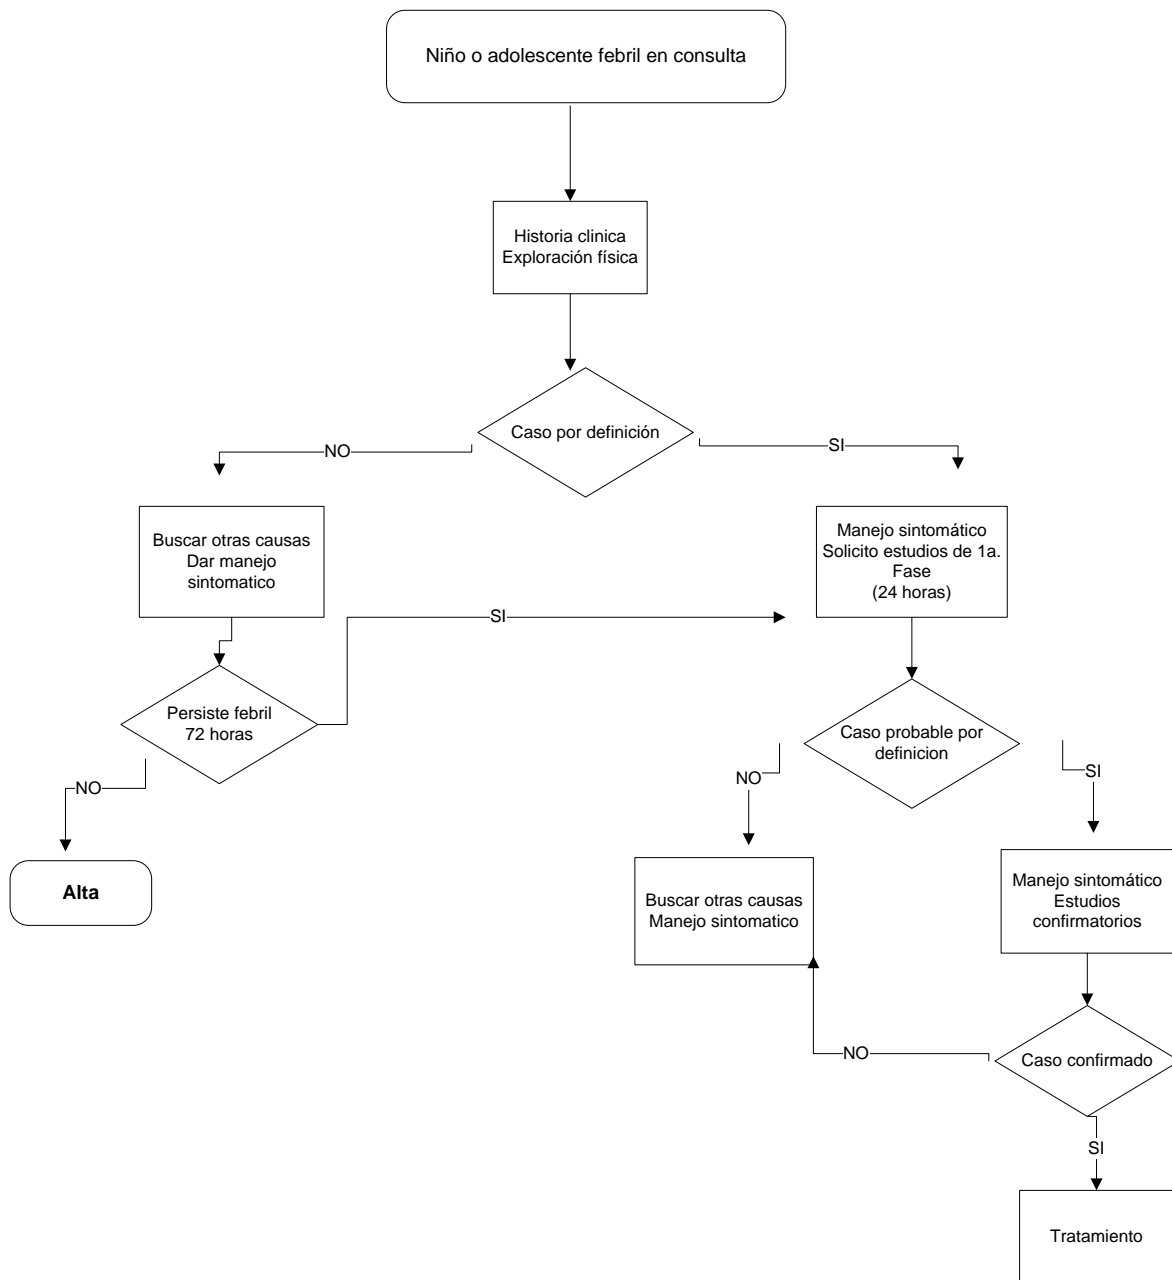 Niño o adolescente febril en consulta
Historia clinica
Exploración física
Caso por definición
NO
SI
Buscar otras causas
Dar manejo
sintomatico
Manejo sintomático
Solicito estudios de 1a.
Fase
(24 horas)
SI
Persiste febril
72 horas
Caso probable por
definicion
NO
NO
SI
Alta
Buscar otras causas
Manejo sintomatico
Manejo sintomático
Estudios
confirmatorios
NO
Caso confirmado
SI
Tratamiento